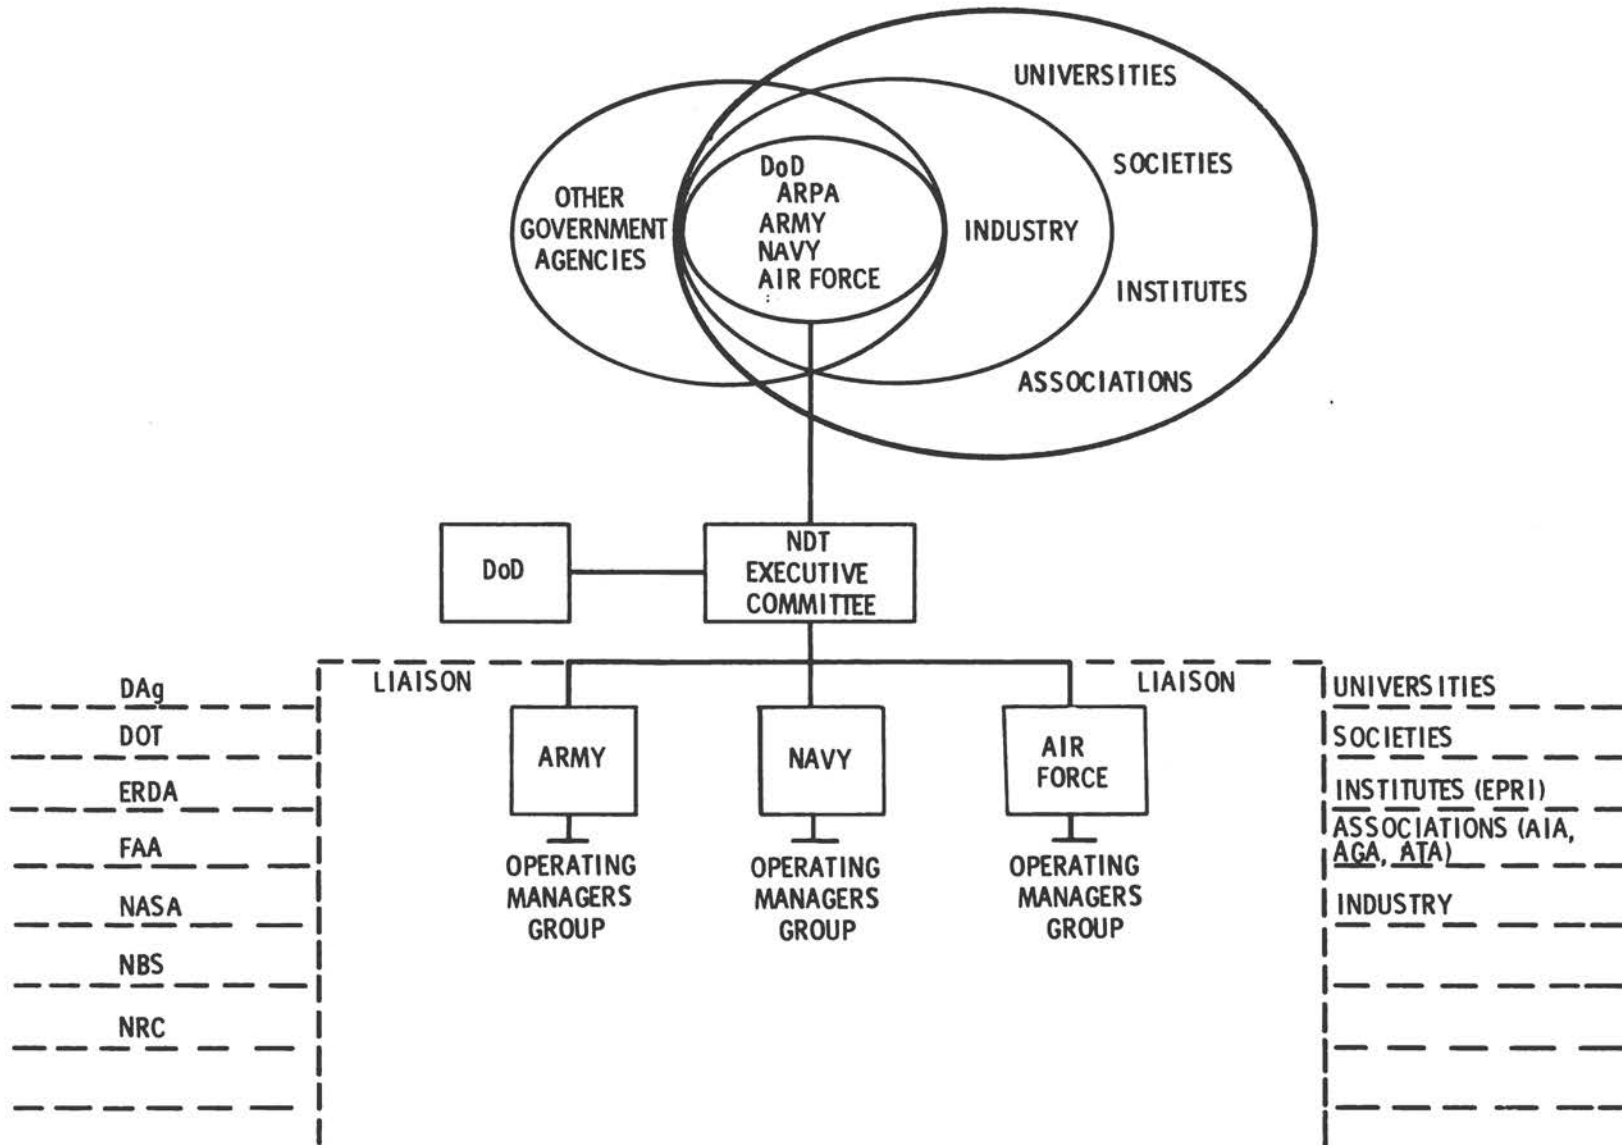 UNIVERSITIES
SOCIETIES
INSTITUTES
ASSOCIATIONS
INDUSTRY
DoD
ARPA
ARMY
NAVY
AIR FORCE
OTHER
GOVERNMENT
AGENCIES
DoD
NDT
EXECUTIVE
COMMITTEE
LIAISON
LIAISON
DAg
DOT
ERDA
FAA
NASA
NBS
NRC
ARMY
OPERATING
MANAGERS
GROUP
NAVY
OPERATING
MANAGERS
GROUP
AIR
FORCE
OPERATING
MANAGERS
GROUP
UNIVERSITIES
SOCIETIES
INSTITUTES (EPRI)
ASSOCIATIONS (AIA,
AGA, ATA)
INDUSTRY